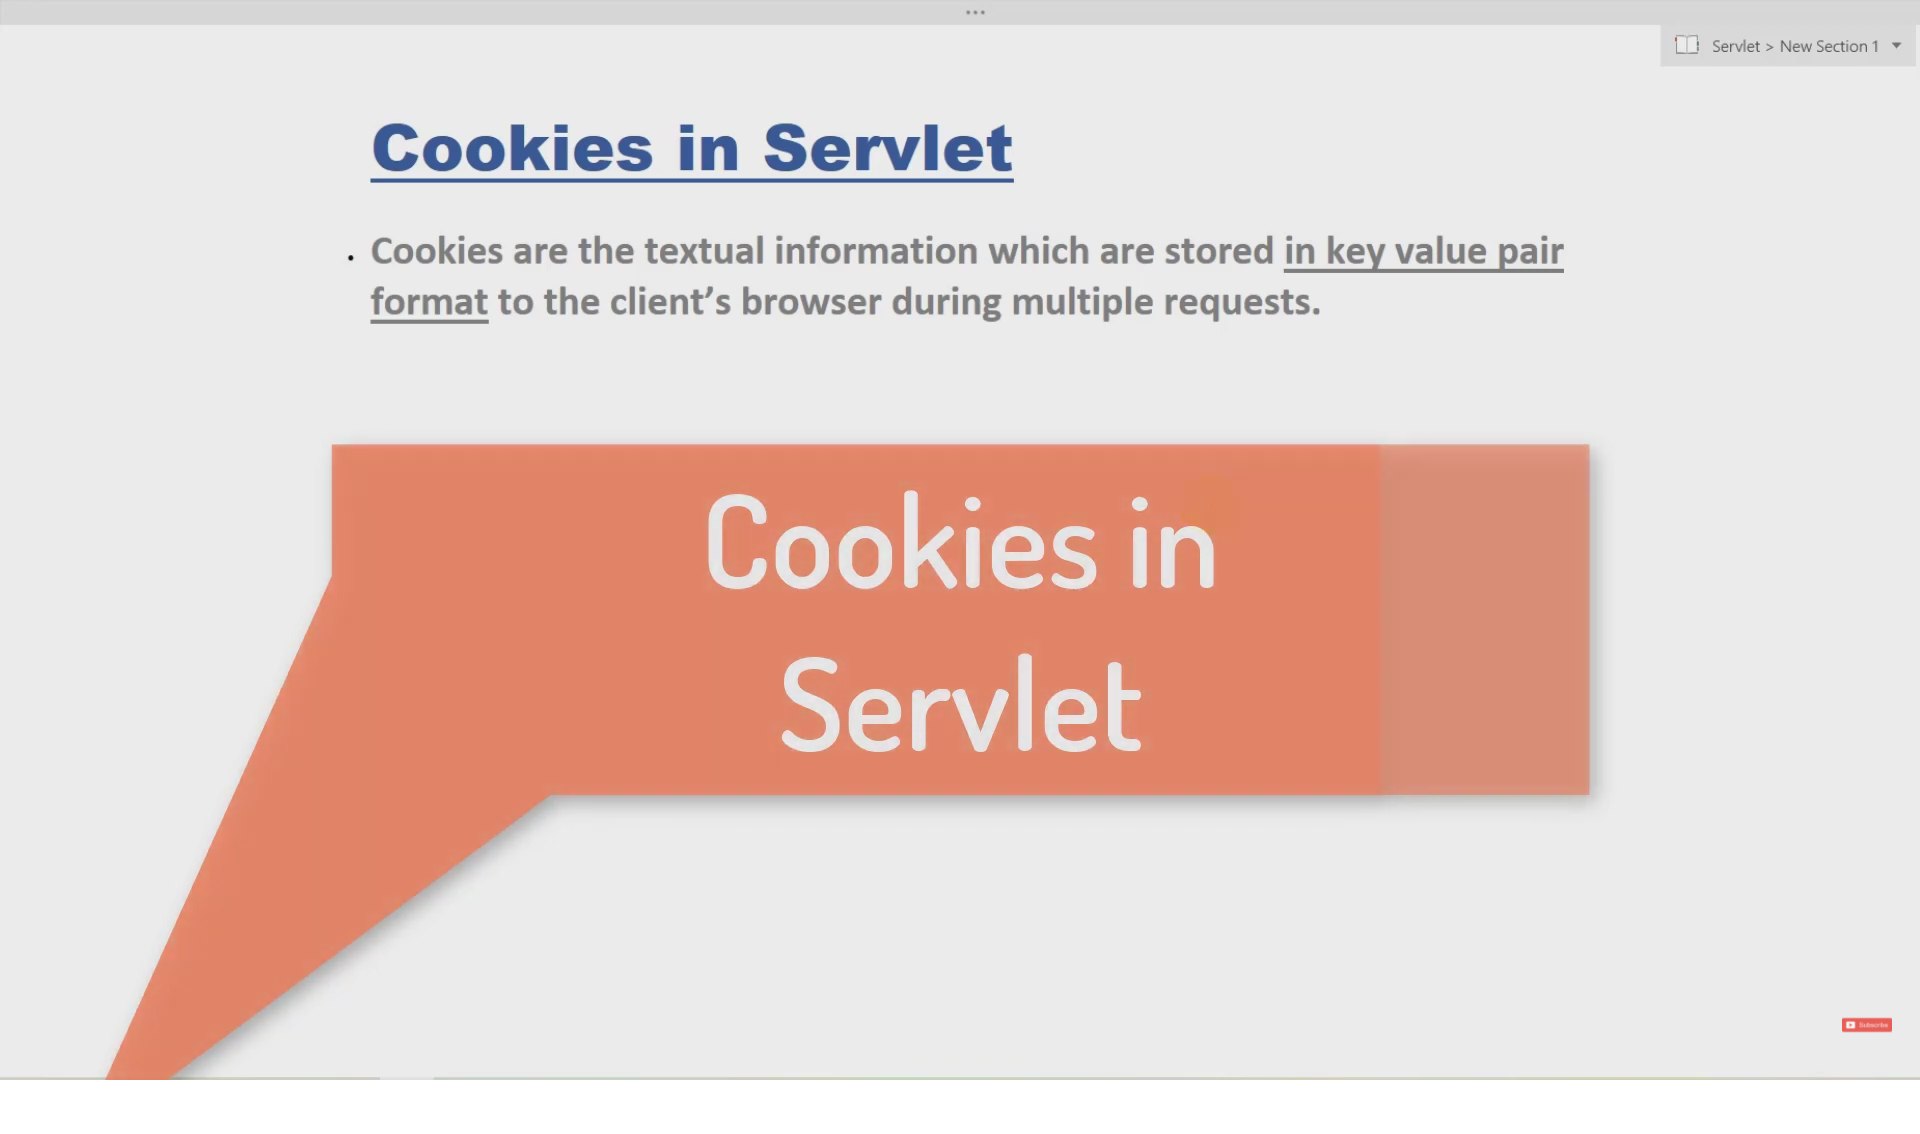 Servlet > New Section 1
Cookies in Servlet
Cookies are the textual information which are stored in key value pair
format to the client’s browser during multiple requests.
Cookies in
Servlet
Subscribe